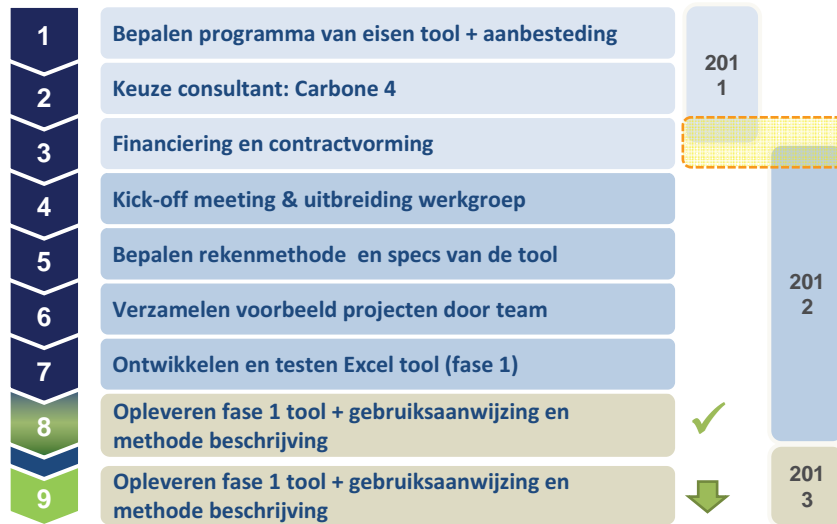 1
Bepalen programma van eisen tool + aanbesteding
2
Keuze consultant: Carbone 4
3
Financiering en contractvorming
4
Kick-off meeting & uitbreiding werkgroep
5
Bepalen rekenmethode en specs van de tool
6
Verzamelen voorbeeld projecten door team
7
Ontwikkelen en testen Excel tool (fase 1)
8
Opleveren fase 1 tool + gebruiksaanwijzing en
methode beschrijving
9
Opleveren fase 1 tool + gebruiksaanwijzing en
methode beschrijving
201
1
201
2
201
3